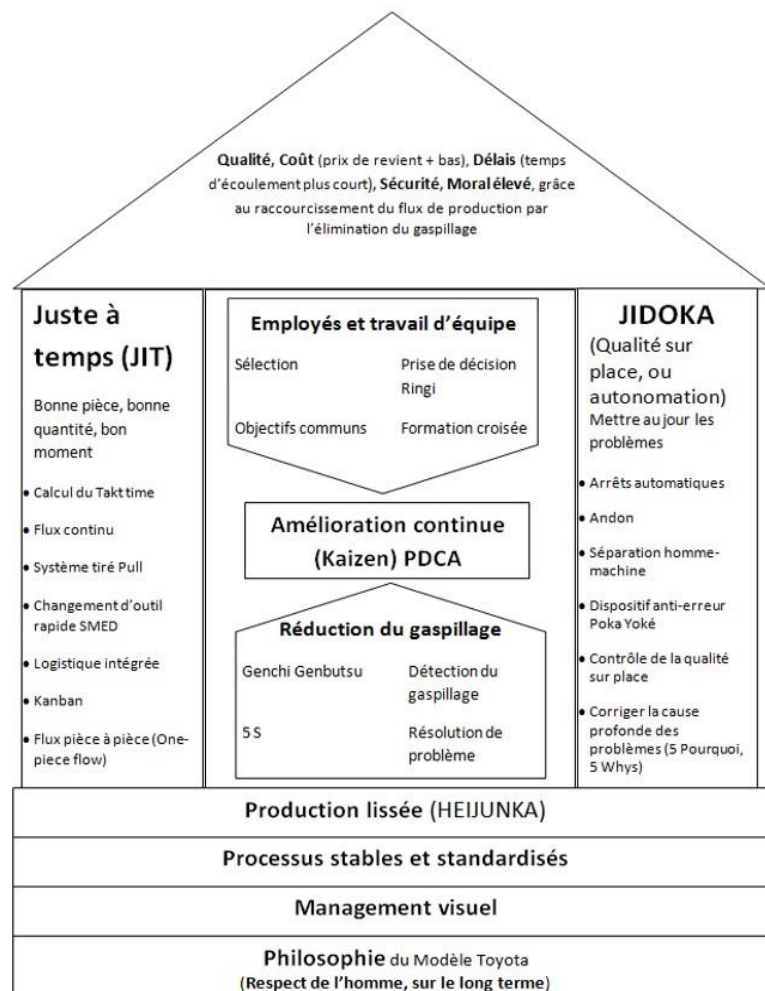 Qualité, Coût (prix de revient + bas), Délais (temps
d'écoulement plus court), Sécurité, Moral élevé, grâce
au raccourcissement du flux de production par
l'élimination du gaspillage
Juste à
temps (JIT)
Bonne pièce, bonne
quantité, bon
moment
• Calcul du Takt time
• Flux continu
• Système tiré Pull
• Changement d'outil
rapide SMED
• Logistique intégrée
• Kanban
• Flux pièce à pièce (One-
piece flow)
Employés et travail d'équipe
Sélection
Prise de décision
Ringi
Objectifs communs
Formation croisée
Amélioration continue
(Kaizen) PDCA
Réduction du gaspillage
Genchi Genbutsu
Détection du
gaspillage
5 S
Résolution de
problème
JIDOKA
(Qualité sur
place, ou
autonomation)
Mettre au jour les
problèmes
• Arrêts automatiques
• Andon
• Séparation homme-
machine
• Dispositif anti-erreur
Poka Yoké
• Contrôle de la qualité
sur place
• Corriger la cause
profonde des
problèmes (5 Pourquoi,
5 Whys)
Production lissée (HEIJUNKA)
Processus stables et standardisés
Management visuel
Philosophie du Modèle Toyota
(Respect de l'homme, sur le long terme)